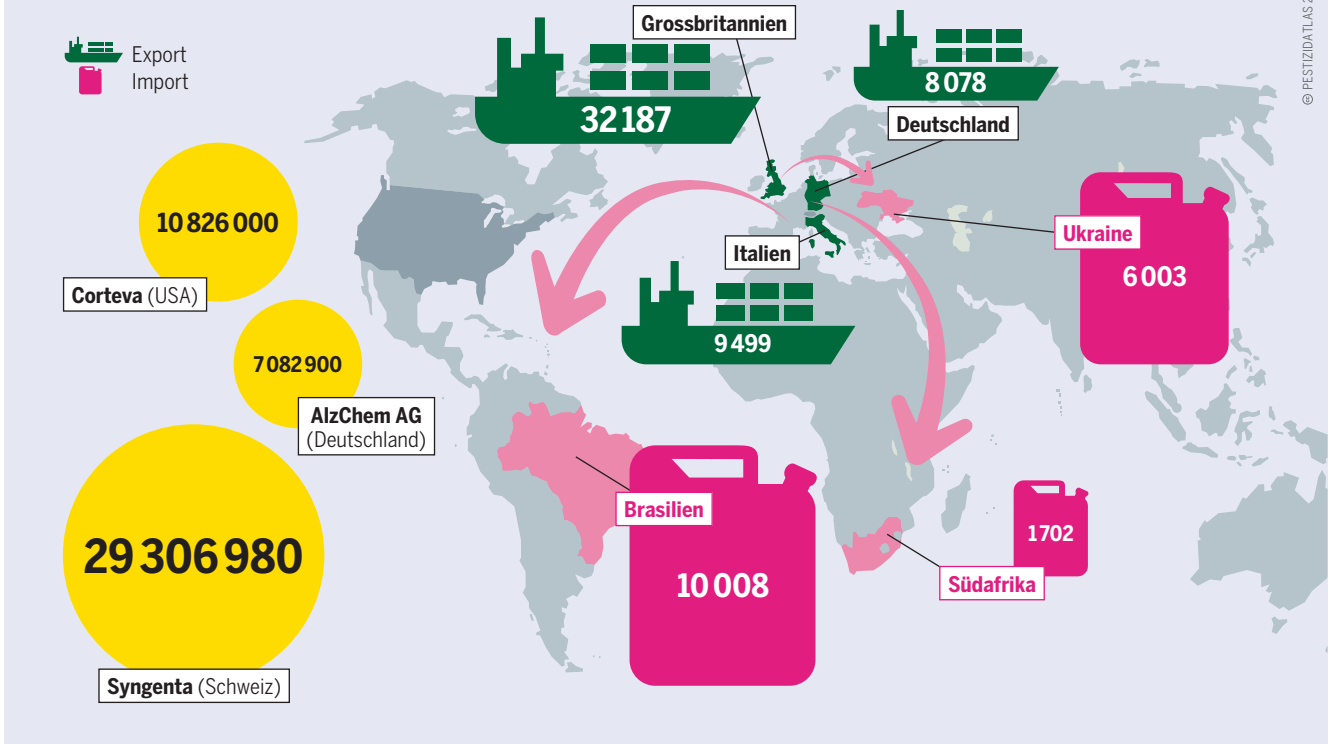 Export
Import
Grossbritannien
32 187
8 078
Deutschland
10 826 000
Corteva (USA)
Italien
9 499
Ukraine
6 003
7 082 900
AlzChem AG
(Deutschland)
29 306 980
Syngenta (Schweiz)
Brasilien
10 008
1702
Südafrika
PESTIZIDATLAS